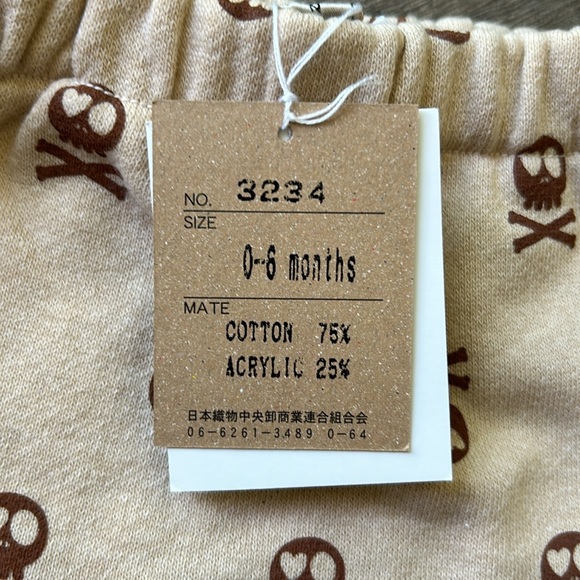 NO. 3234
SIZE
0-6 months
MATE
COTTON 75%
ACRYLIC 25%
日本織物中央卸商業連合組合会
06-6261-3489 0-64